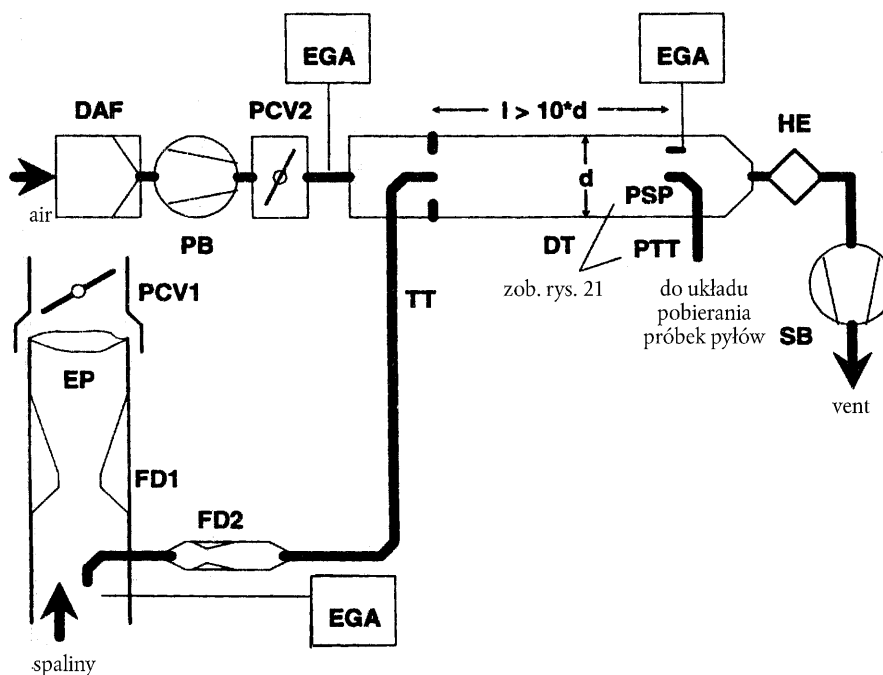 EGA
EGA
DAF
PCV2
l > 10*d
HE
air
d
PSP
PB
DT
PTT
PCV1
TT
zob. rys. 21
do układu
pobierania
próbek pyłów
SB
EP
vent
FD1
FD2
EGA
spaliny